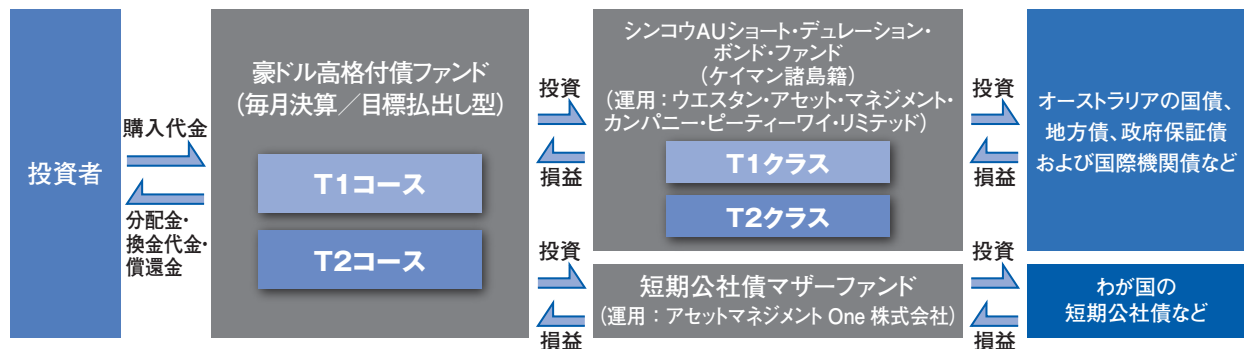 投資者
購入代金
分配金・
換金代金・
償還金
豪ドル高格付債ファンド
(毎月決算／目標払出し型)
T1コース
T2コース
投資
損益
投資
損益
シンコウAUショート・デュレーション・
ボンド・ファンド
(ケイマン諸島籍)
(運用：ウエスタン・アセット・マネジメント・
カンパニー・ピーティーワイ・リミテッド)
T1クラス
T2クラス
短期公社債マザーファンド
(運用 ： アセットマネジメント One 株式会社)
投資
損益
投資
損益
オーストラリアの国債、
地方債、政府保証債
および国際機関債など
わが国の
短期公社債など